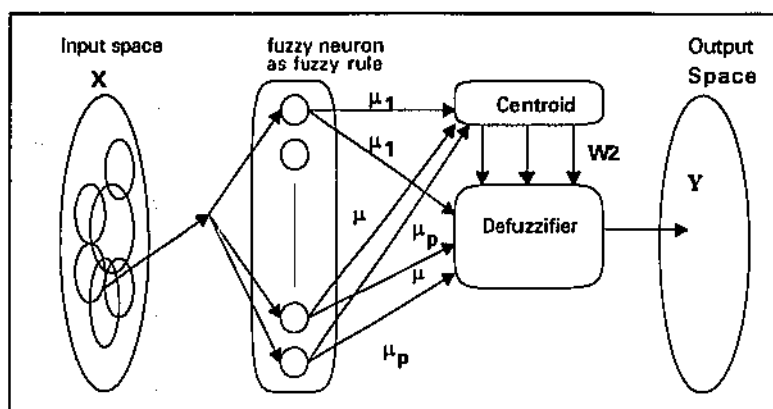 Input space
X
fuzzy neuron
as fuzzy rule
Output
Space
μ1
Centroid
μ1
W2
μ
Y
μp
Defuzzifier
μ
μp